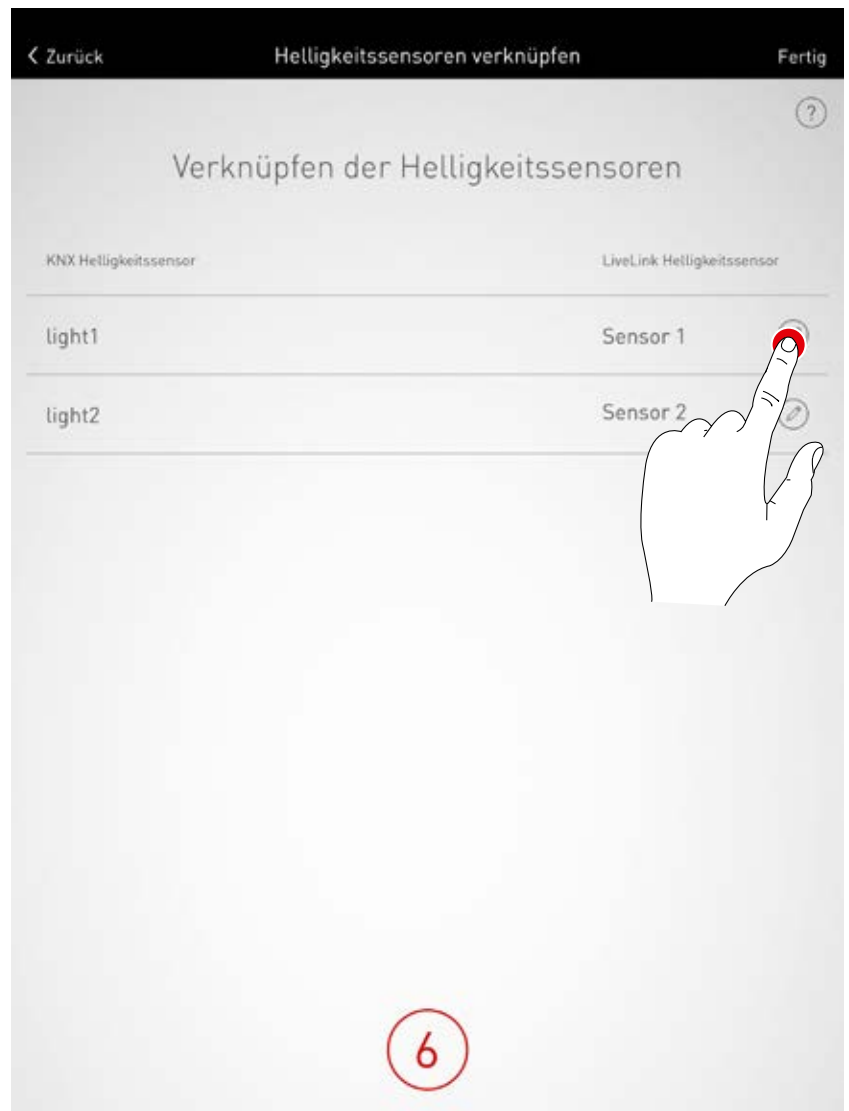 Zurück Helligkeitssensoren verknüpfen Fertig
?
Verknüpfen der Helligkeitssensoren
KNX Helligkeitssensor LiveLink Helligkeitssensor
light1 Sensor 1
light2 Sensor 2
6